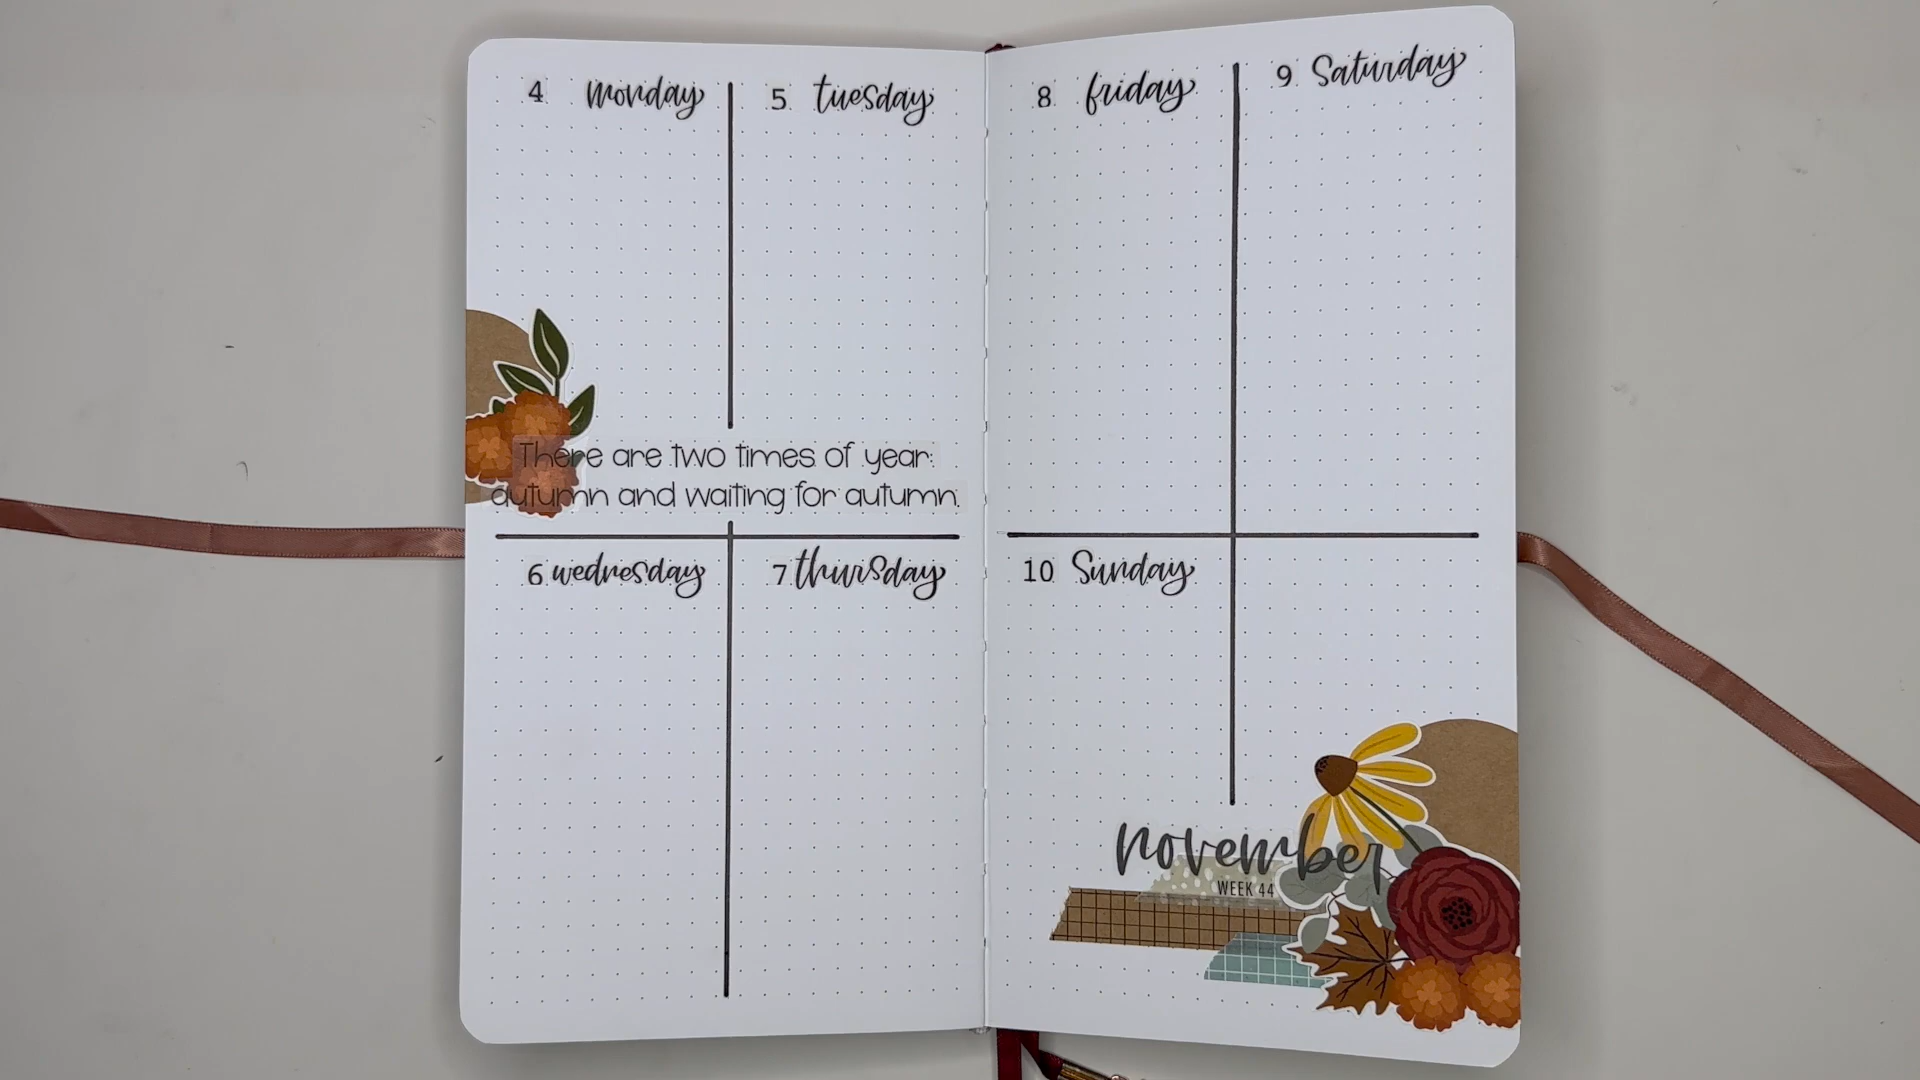 4 monday
5 tuesday
There are two times of year:
autumn and waiting for autumn.
6 wednesday
7 thursday
8 friday
9 Saturday
10 Sunday
november
WEEK 44